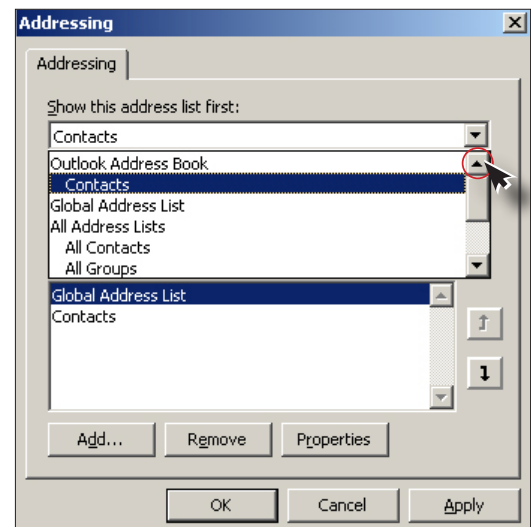 Addressing
Addressing
Show this address list first:
Contacts
Outlook Address Book
Contacts
Global Address List
All Address Lists
All Contacts
All Groups
Global Address List
Contacts
Add... Remove Properties
OK Cancel Apply